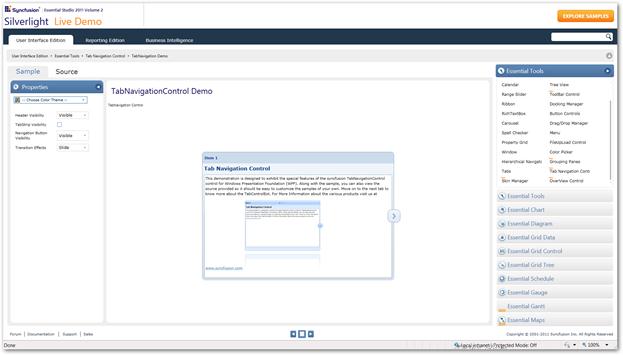 Syncfusion | Essential Studio 2011 Volume 2
Silverlight Live Demo
EXPLORE SAMPLES
User Interface Edition Reporting Edition Business Intelligence
User Interface Edition > Essential Tools > Tab Navigation Control > TabNavigation Demo
Sample Source
Properties
-- Choose Color Theme --
Header Visibility Visible
TabStrip Visibility
Navigation Button Visible
Visibility
Transition Effects Slide
TabNavigationControl Demo
TabNavigation Control
Item 1
Tab Navigation Control
This demonstration is designed to exhibit the special features of the syncfusion TabNavigationControl
control for Windows Presentation Foundation (WPF). Along with the sample, you can also view the
source provided so it should be easy to customize the samples of your own. Move on to the next tab to
know more about the TabControlExt. For More Information about the various products visit us at
Tab Navigation Control
www.syncfusion.com
Essential Tools
Calendar Tree View
Range Slider ToolBar Control
Ribbon Docking Manager
RichTextBox Button Controls
Carousel Drag/Drop Manager
Spell Checker Menu
Property Grid FileUpload Control
Window Color Picker
Hierarchical Navigati Grouping Panes
Tabs Tab Navigation Cont
Skin Manager OverView Control
Essential Tools
Essential Chart
Essential Diagram
Essential Grid Data
Essential Grid Control
Essential Grid Tree
Essential Schedule
Essential Gauge
Essential Gantt
Essential Maps
Forum | Documentation | Support | Sales
Copyright © 2001-2011 Syncfusion Inc.
Done
Local intranet | Protected Mode: Off
100%